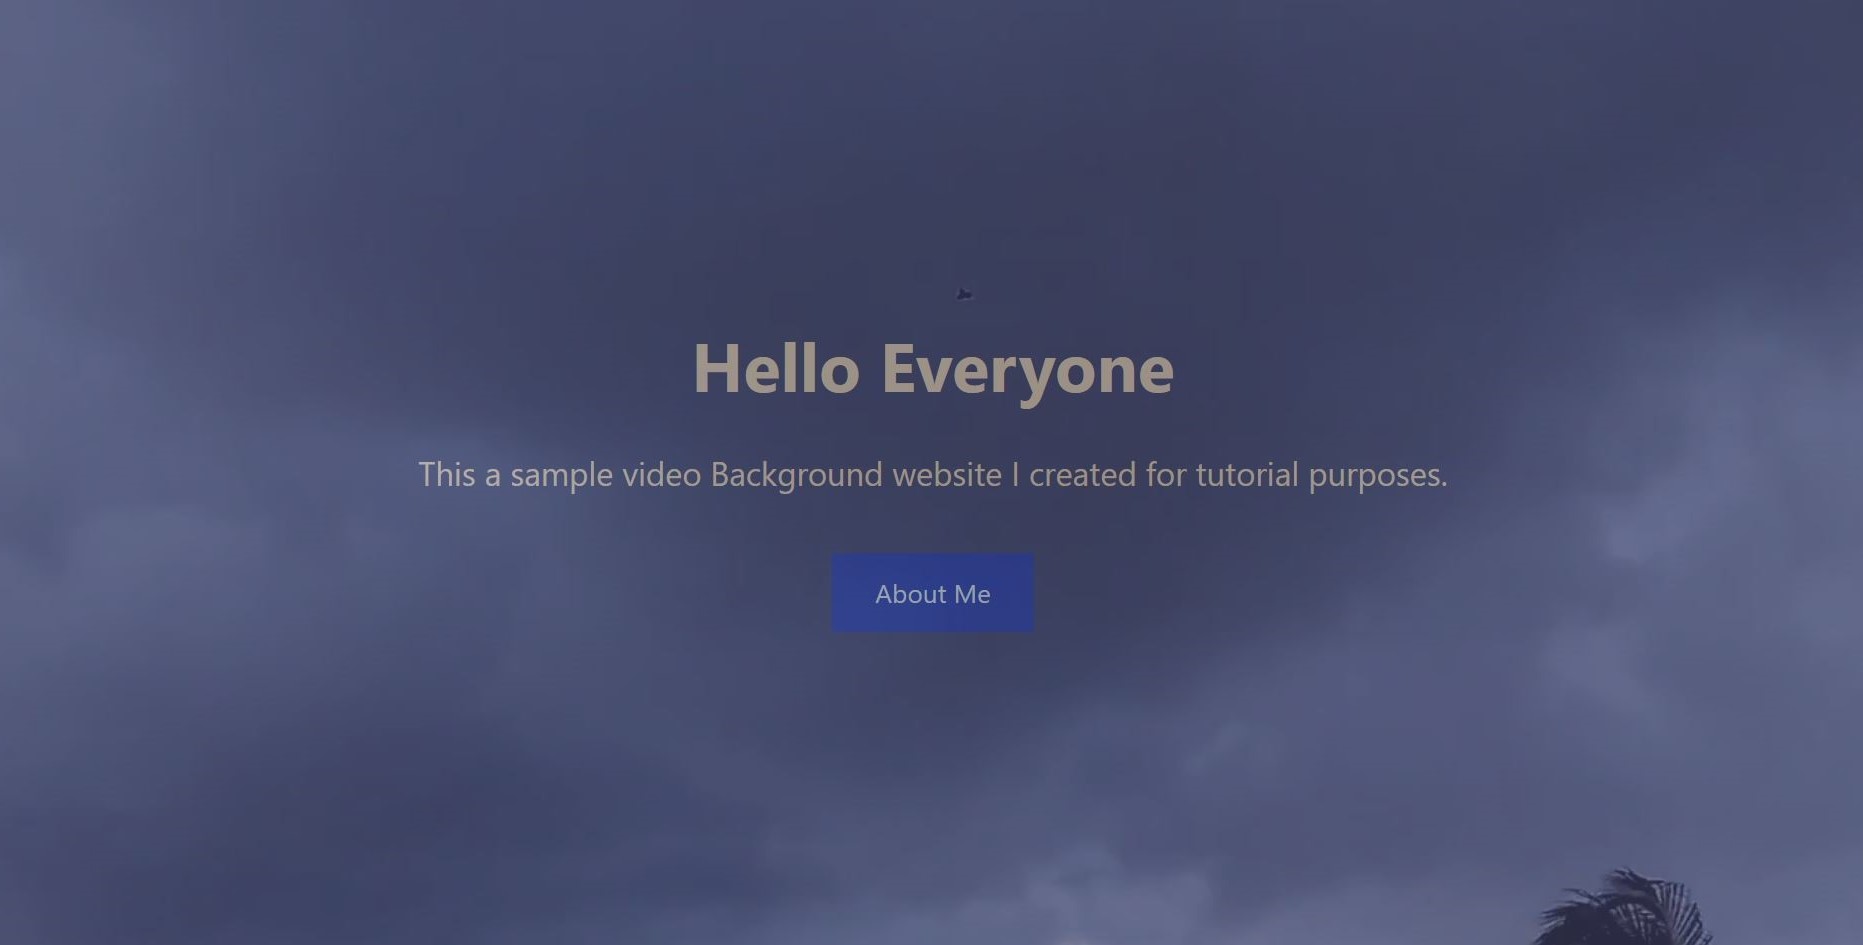 Hello Everyone
This a sample video Background website I created for tutorial purposes.
About Me